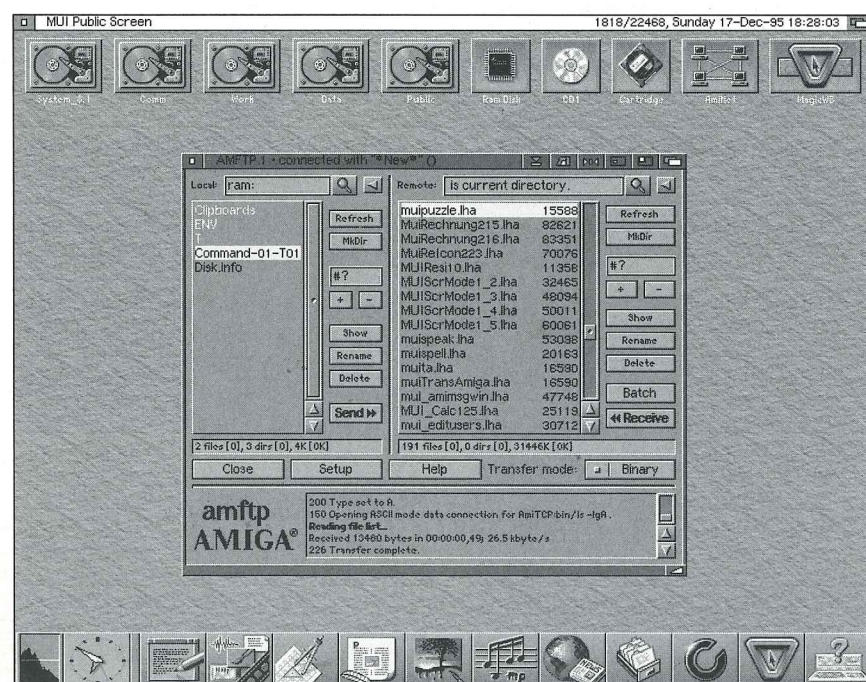 MUI Public Screen
1818/22468, Sunday 17-Dec-95 18:28:03
System_3.1
Comm
Work
Data
Public
Ram Disk
CD1
Cartridge
AmiNet
MagicWB
AMFTP.1 • connected with "*New*" ()
Local: ram:
Clipboards
ENV
T
Command-01-T01
Disk.info
Refresh
MkDir
#?
+ -
Show
Rename
Delete
Send
2 files [0], 3 dirs [0], 4K [0K]
Remote: is current directory.
muipuzzle.lha 15588
MuiRechnung215.lha 82621
MuiRechnung216.lha 83351
MuiReIcon223.lha 70076
MUIResi10.lha 11358
MUIScrMode1_2.lha 32465
MUIScrMode1_3.lha 48094
MUIScrMode1_4.lha 50011
MUIScrMode1_5.lha 60061
muispeak.lha 53098
muispell.lha 20163
muita.lha 16590
muiTransAmiga.lha 16590
mui_amimsgwin.lha 47748
MUI_Calc125.lha 25119
mui_editusers.lha 30712
Refresh
MkDir
#?
+ -
Show
Rename
Delete
Batch
Receive
191 files [0], 0 dirs [0], 31446K [0K]
Close Setup Help Transfer mode: Binary
amftp
AMIGA®
200 Type set to A.
150 Opening ASCII mode data connection for AmiTCP:bin/ls -lgA .
Reading file list...
Received 13460 bytes in 00:00:00,49; 26.5 kbyte/s
226 Transfer complete.
NEWS
mp
?